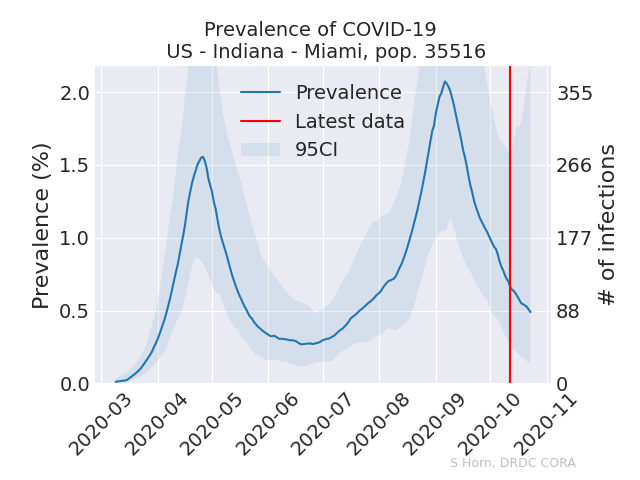 Prevalence of COVID-19
US - Indiana - Miami, pop. 35516
Prevalence (%)
2.0
1.5
1.0
0.5
0.0
Prevalence
Latest data
95CI
355
266
177
88
0
# of infections
2020-03
2020-04
2020-05
2020-06
2020-07
2020-08
2020-09
2020-10
2020-11
S Horn, DRDC CORA